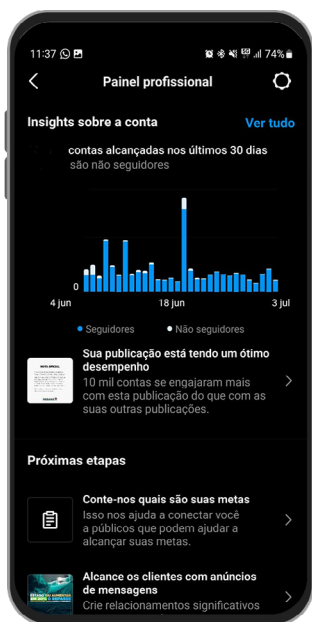 11:37
74%
Painel profissional
Insights sobre a conta
Ver tudo
contas alcançadas nos últimos 30 dias
são não seguidores
0
4 jun
18 jun
3 jul
Seguidores
Não seguidores
Sua publicação está tendo um ótimo
desempenho
10 mil contas se engajaram mais
com esta publicação do que com as
suas outras publicações.
Próximas etapas
Conte-nos quais são suas metas
Isso nos ajuda a conectar você
a públicos que podem ajudar a
alcançar suas metas.
Alcance os clientes com anúncios
de mensagens
Crie relacionamentos significativos